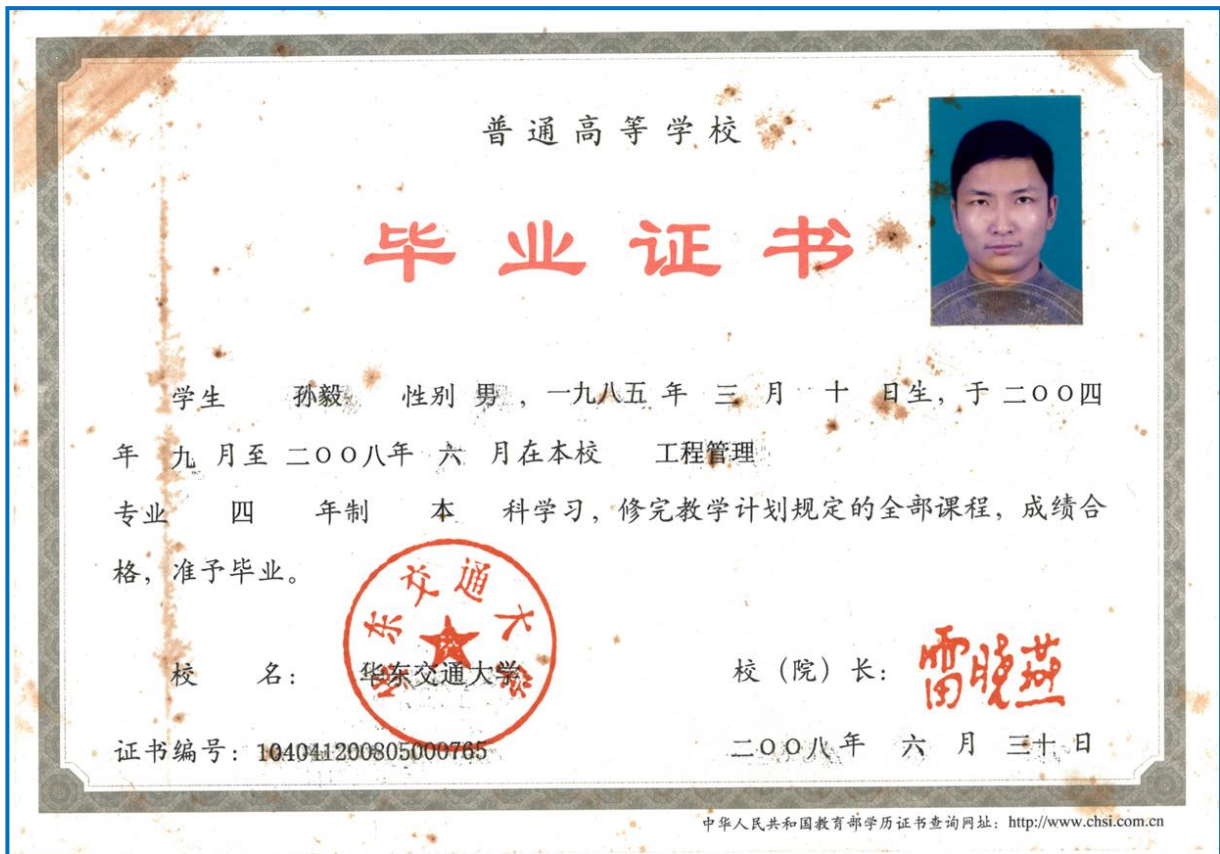 普通高等学校
毕业证书
学生 孙毅 性别 男 ，一九八五 年 三 月 十 日生，于 二〇〇四
年 九 月至 二〇〇八年 六 月在本校 工程管理
专业 四 年制 本 科学习，修完教学计划规定的全部课程，成绩合
格，准予毕业。
华东交通大学
校 名： 华东交通大学
校（院）长： 雷晓燕
证书编号：104041200805000765
二〇〇八年 六 月 三十日
中华人民共和国教育部学历证书查询网址：http://www.chsi.com.cn